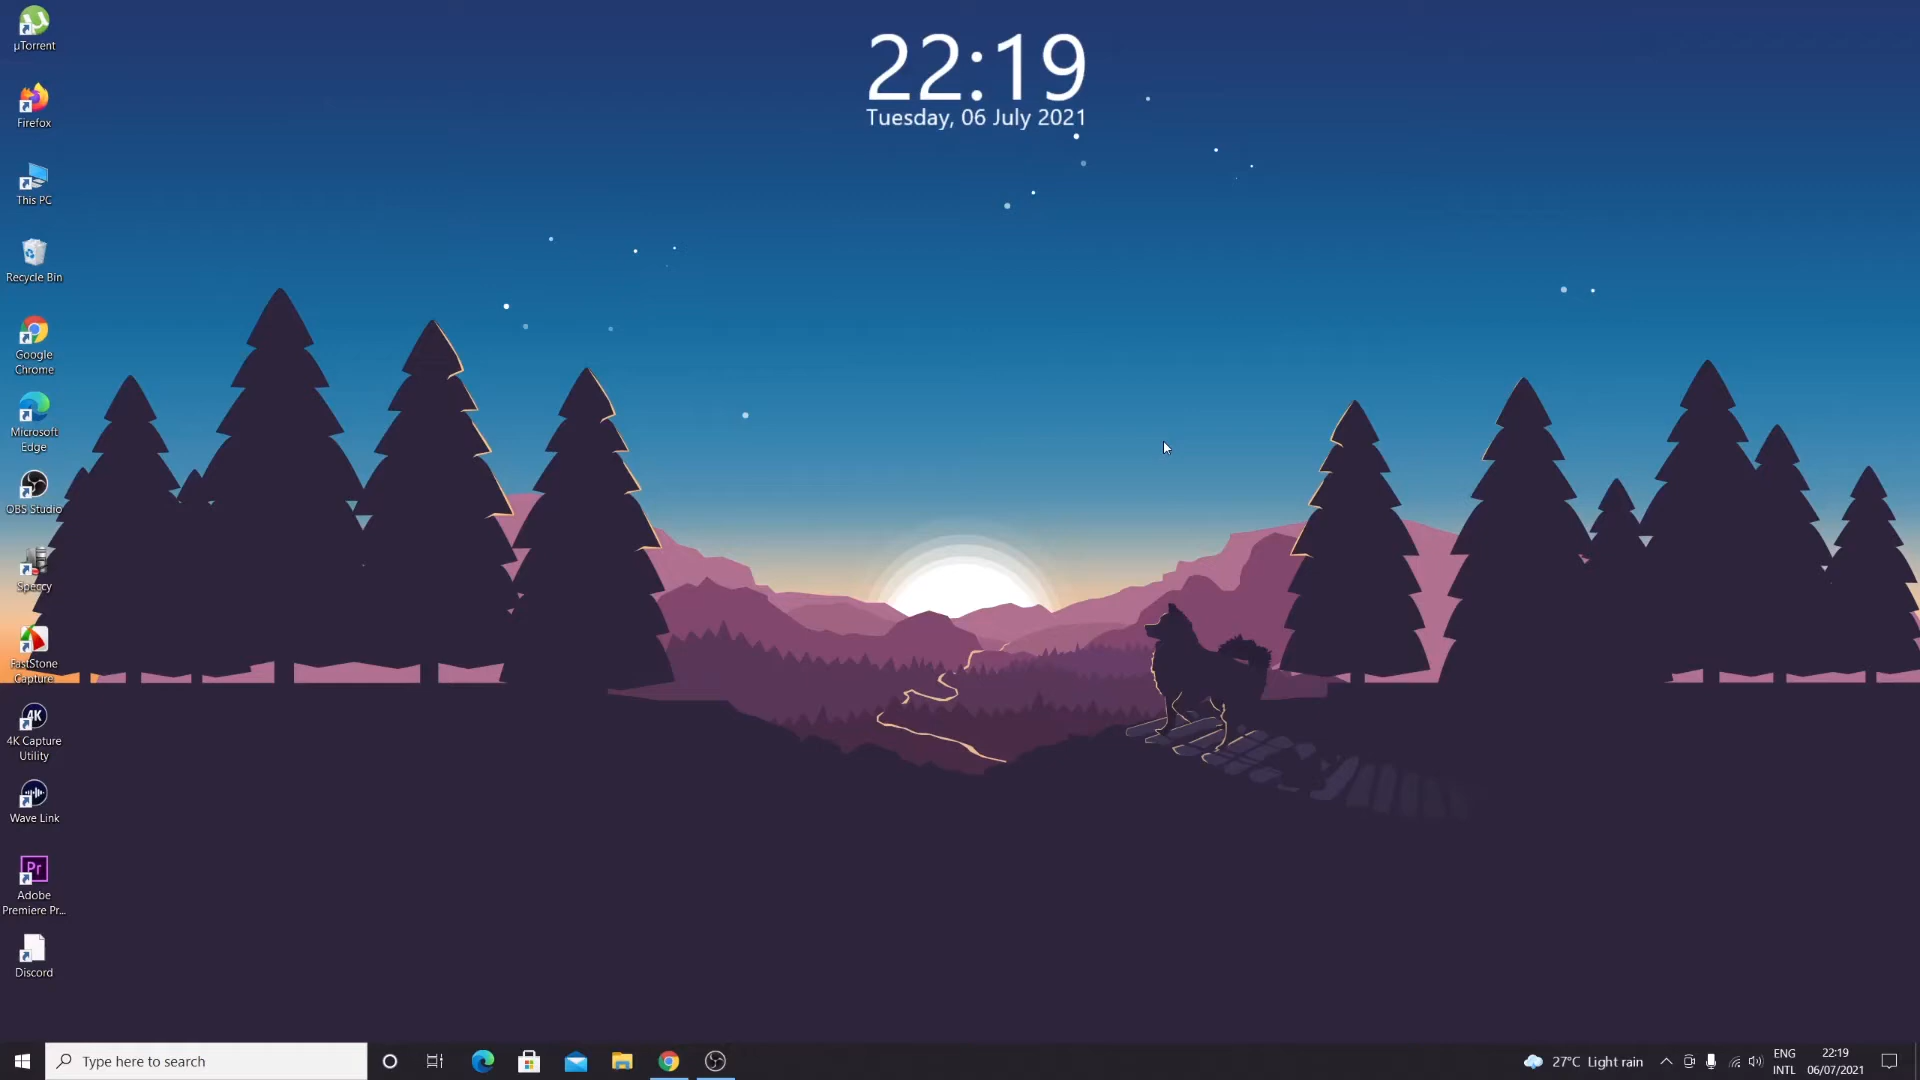 22:19
Tuesday, 06 July 2021
µTorrent
Firefox
This PC
Recycle Bin
Google
Chrome
Microsoft
Edge
OBS Studio
Speccy
FastStone
Capture
4K
4K Capture
Utility
Wave Link
Pr
Adobe
Premiere Pr...
Discord
Type here to search
27°C Light rain
ENG
INTL
22:19
06/07/2021